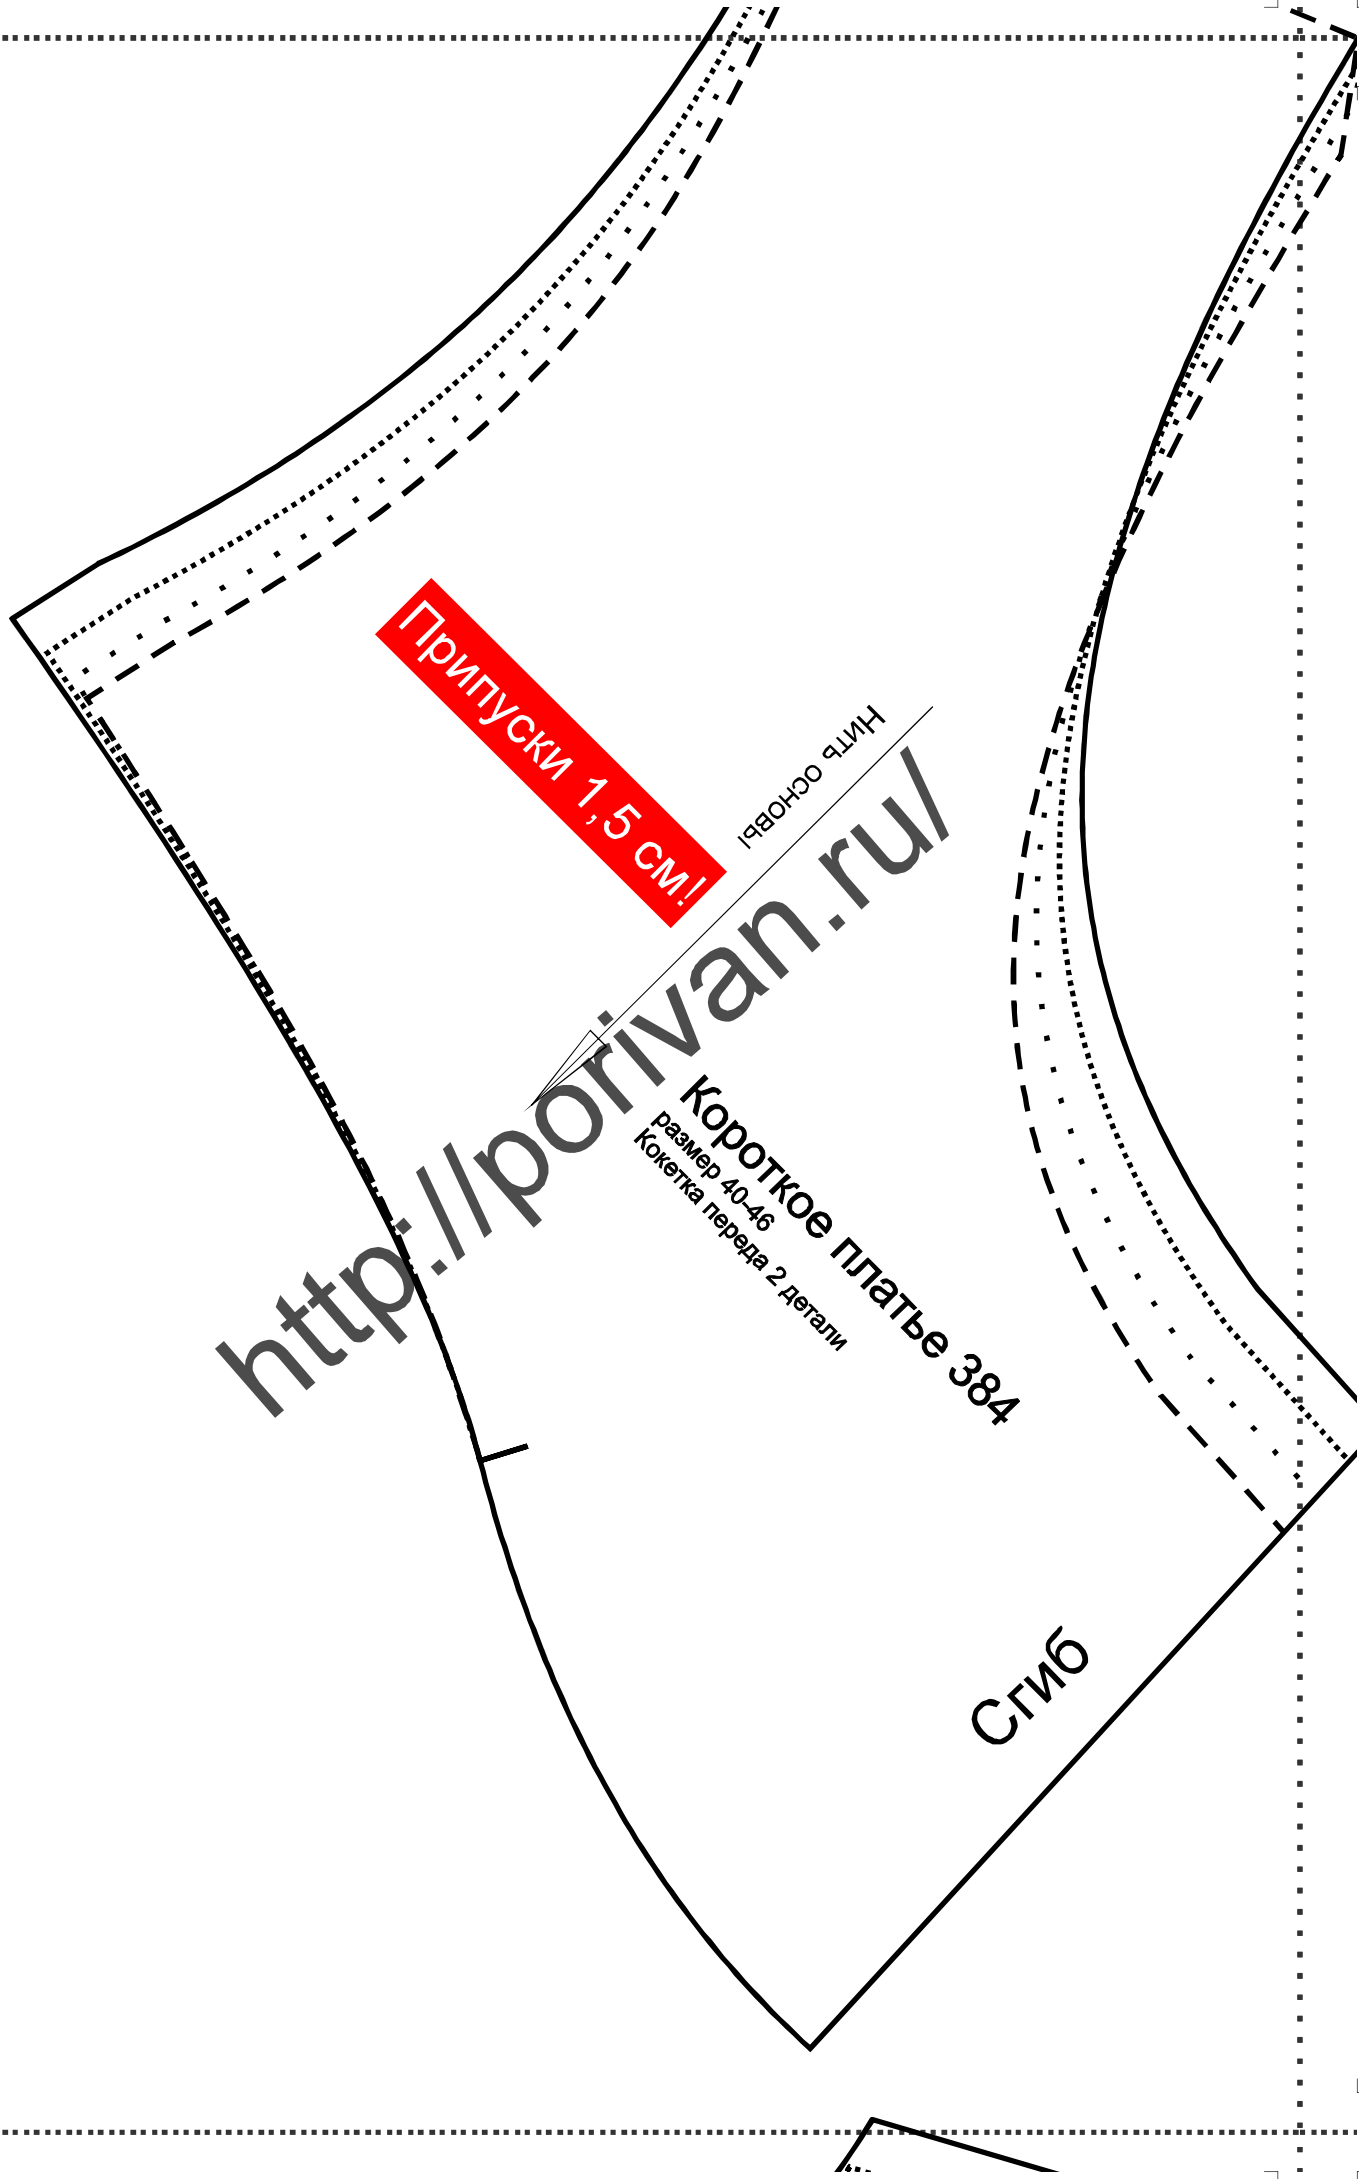 Припуски 1,5 см!
Нить основы
http://porivan.ru/
Короткое платье 384
размер 40-46
Кокетка переда 2 детали
Сгиб